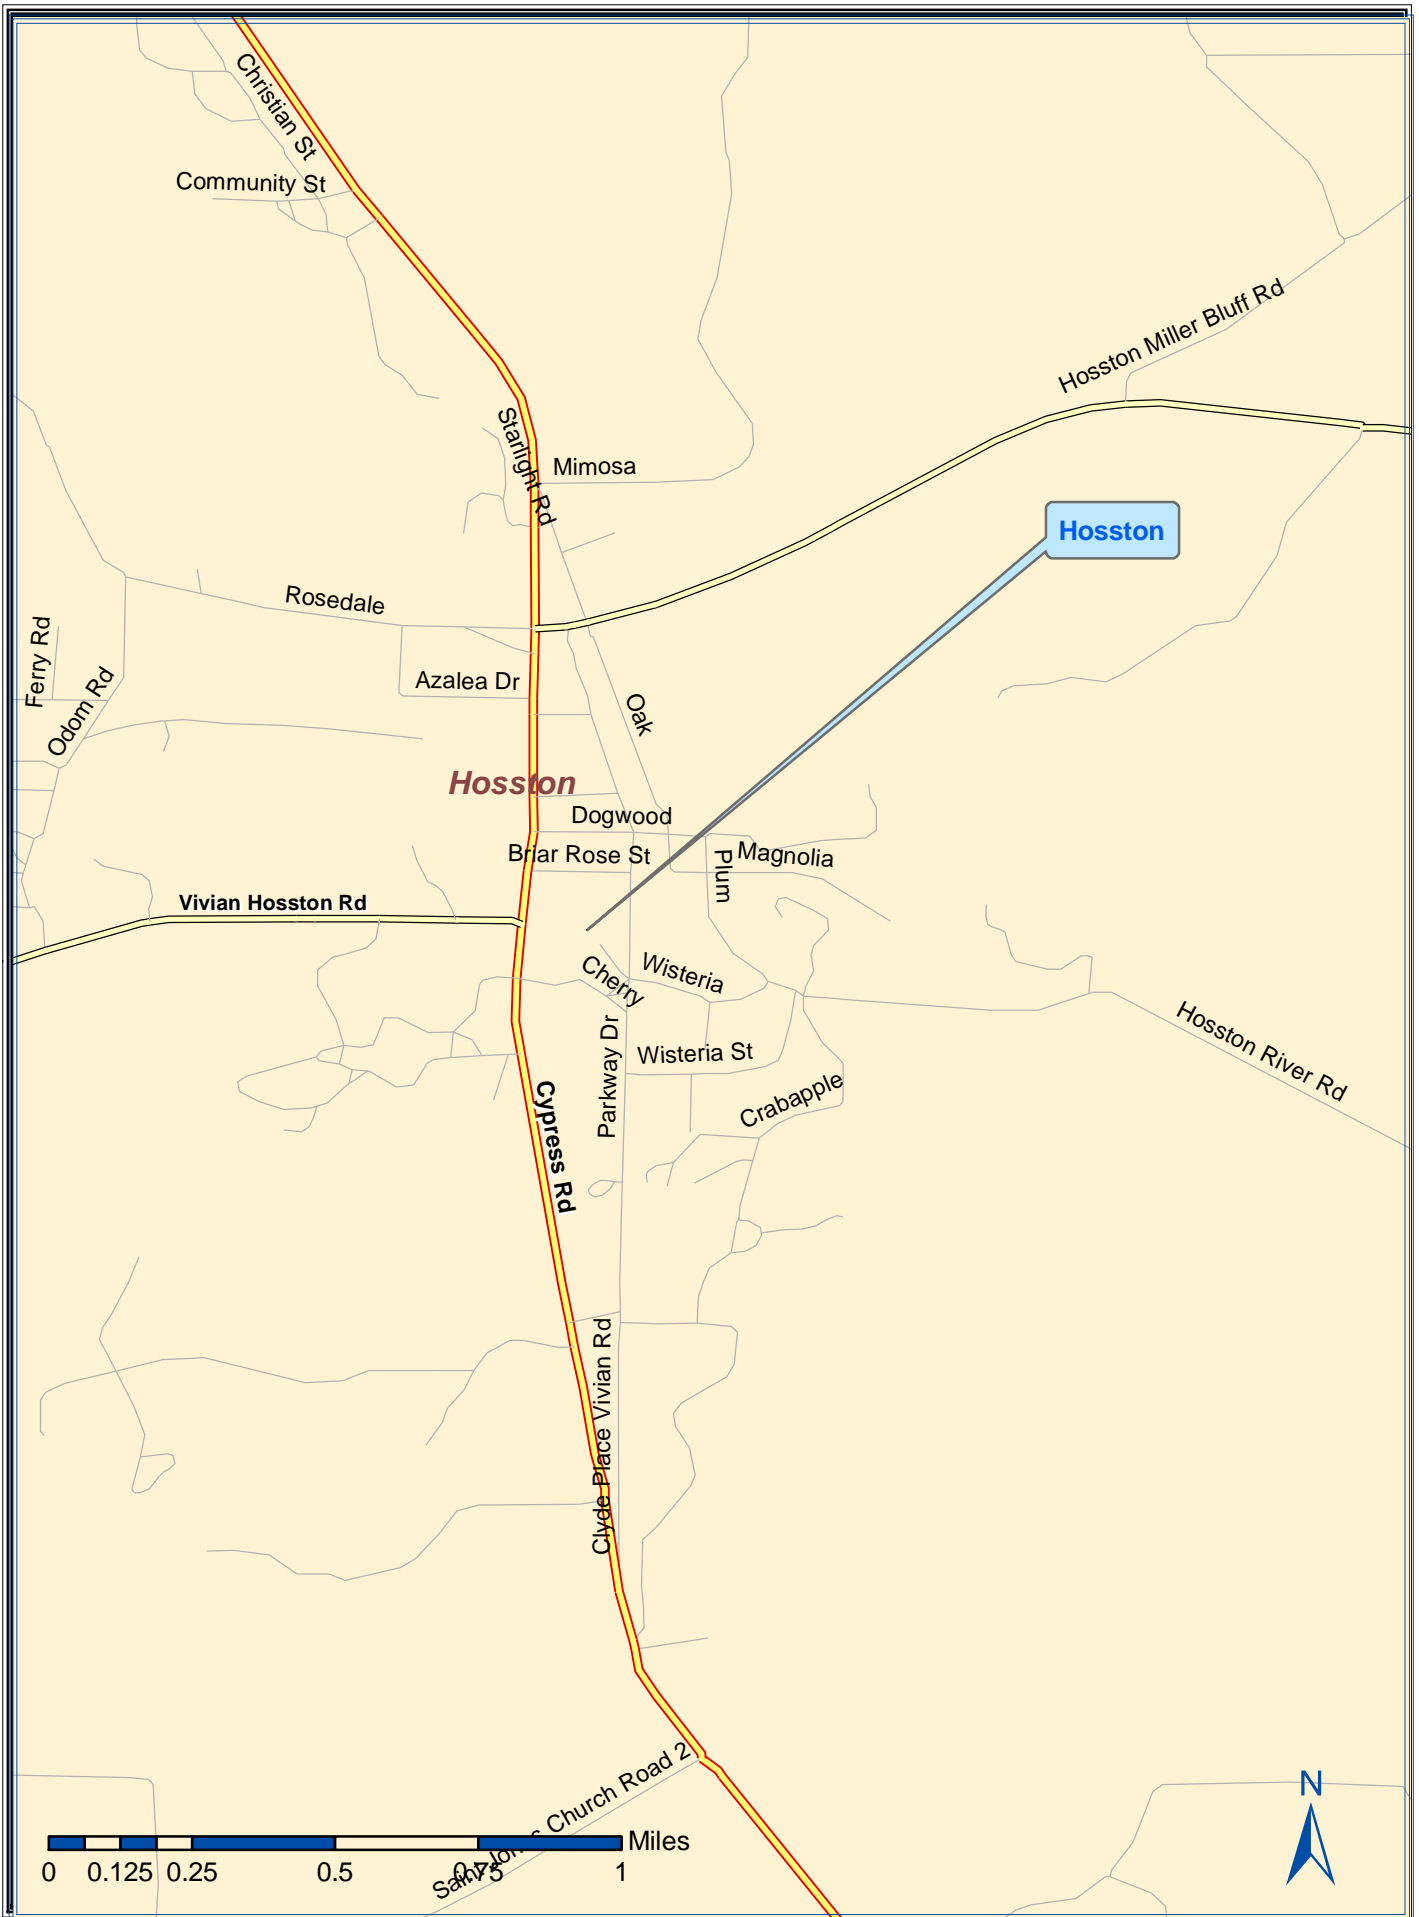 Christian St
Community St
Hosston Miller Bluff Rd
Starlight Rd
Mimosa
Hosston
Rosedale
Ferry Rd
Azalea Dr
Odom Rd
Oak
Hosston
Dogwood
Briar Rose St
Magnolia
Plum
Vivian Hosston Rd
Cherry
Wisteria
Hosston River Rd
Parkway Dr
Wisteria St
Crabapple
Cypress Rd
Clyde Place Vivian Rd
Church Road 2
N
Miles
0 0.125 0.25 0.5 0.75 1